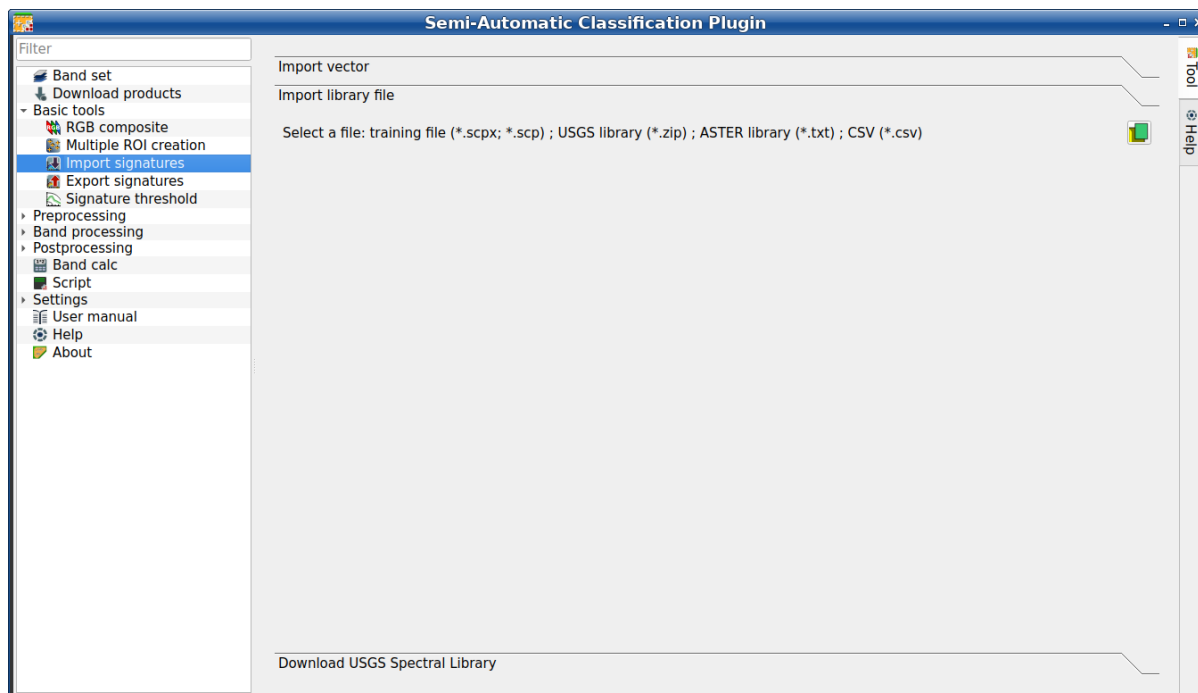 Semi-Automatic Classification Plugin
Filter
Band set
Download products
Basic tools
RGB composite
Multiple ROI creation
Import signatures
Export signatures
Signature threshold
Preprocessing
Band processing
Postprocessing
Band calc
Script
Settings
User manual
Help
About
Import vector
Import library file
Select a file: training file (*.scpx; *.scp) ; USGS library (*.zip) ; ASTER library (*.txt) ; CSV (*.csv)
Download USGS Spectral Library
Tool
Help